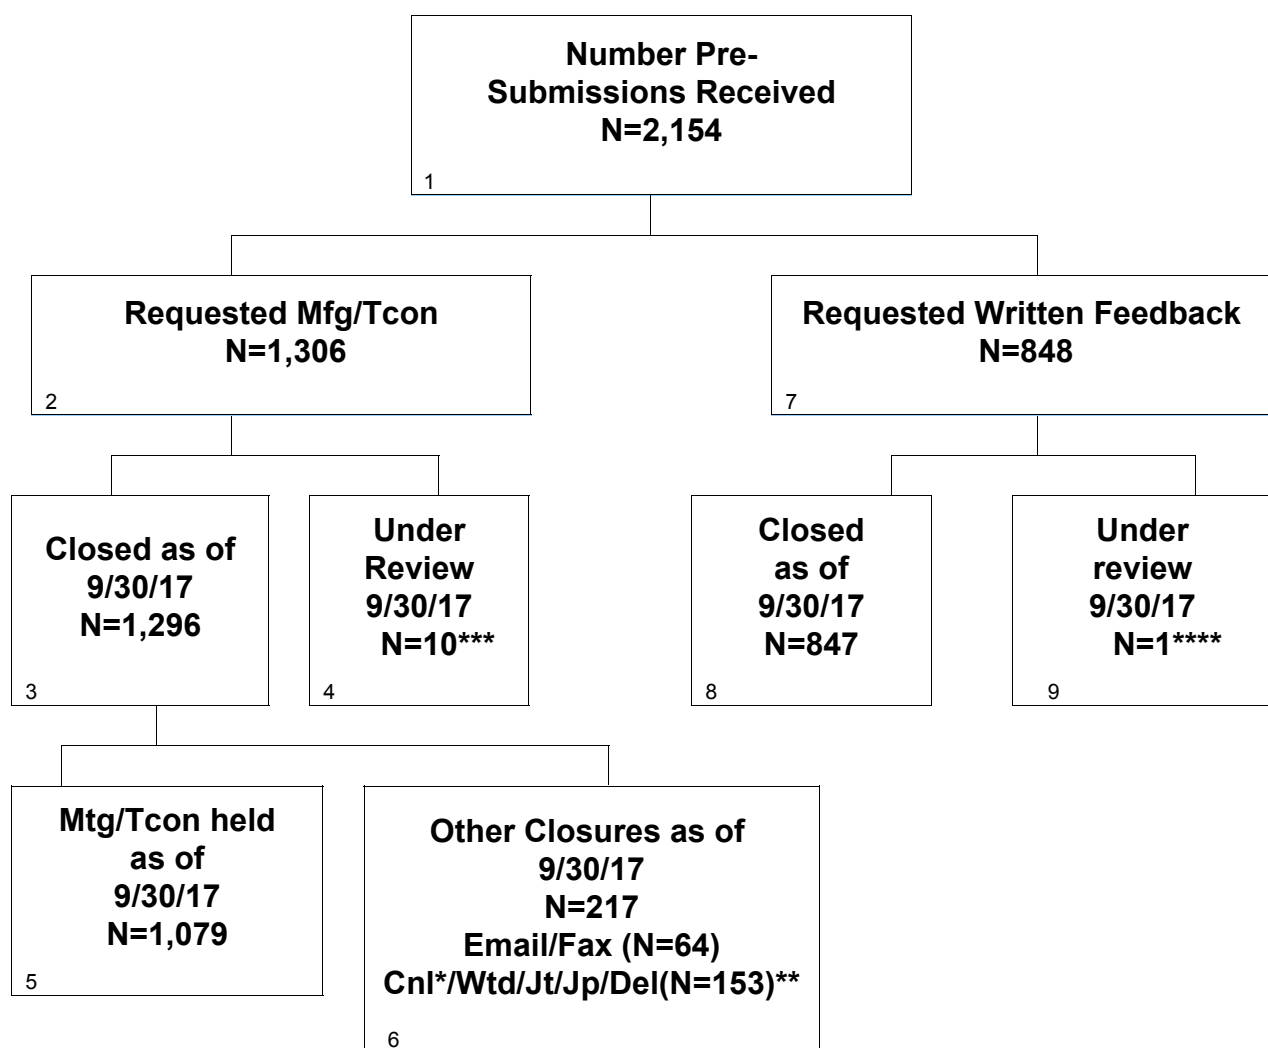 Number Pre-
Submissions Received
N=2,154
1
Requested Mfg/Tcon
N=1,306
2
Requested Written Feedback
N=848
7
Closed as of
9/30/17
N=1,296
3
Under
Review
9/30/17
N=10***
4
Closed
as of
9/30/17
N=847
8
Under
review
9/30/17
N=1****
9
Mtg/Tcon held
as of
9/30/17
N=1,079
5
Other Closures as of
9/30/17
N=217
Email/Fax (N=64)
Cnl*/Wtd/Jt/Jp/Del(N=153)**
6